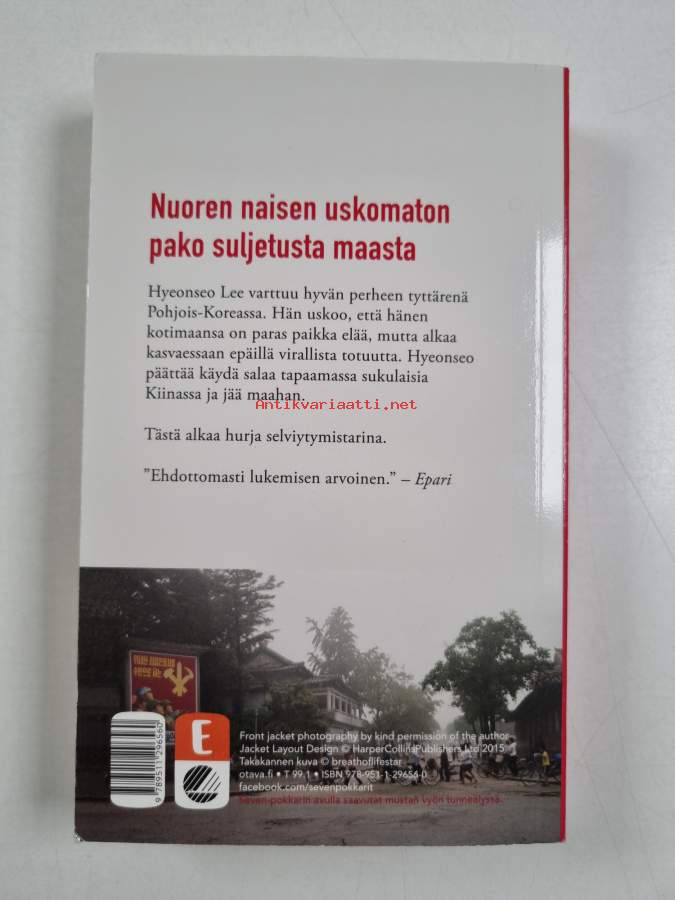 Nuoren naisen uskomaton
pako suljetusta maasta
Hyeonseo Lee varttuu hyvän perheen tyttärenä
Pohjois-Koreassa. Hän uskoo, että hänen
kotimaansa on paras paikka elää, mutta alkaa
kasvaessaan epäillä virallista totuutta. Hyeonseo
päättää käydä salaa tapaamassa sukulaisia
Kiinassa ja jää maahan.
Antikvariaatti.net
Tästä alkaa hurja selviytymistarina.
”Ehdottomasti lukemisen arvoinen.” – Epari
E
Front jacket photography by kind permission of the author
Jacket Layout Design © HarperCollinsPublishers Ltd 2015
Takakannen kuva © breathoflifestar
otava.fi • T 99.1 • ISBN 978-951-1-29656-0
facebook.com/sevenpokkarit
Seven-pokkarin avulla saavutat mustan vyön tunneälyssä.
9 789511 296560